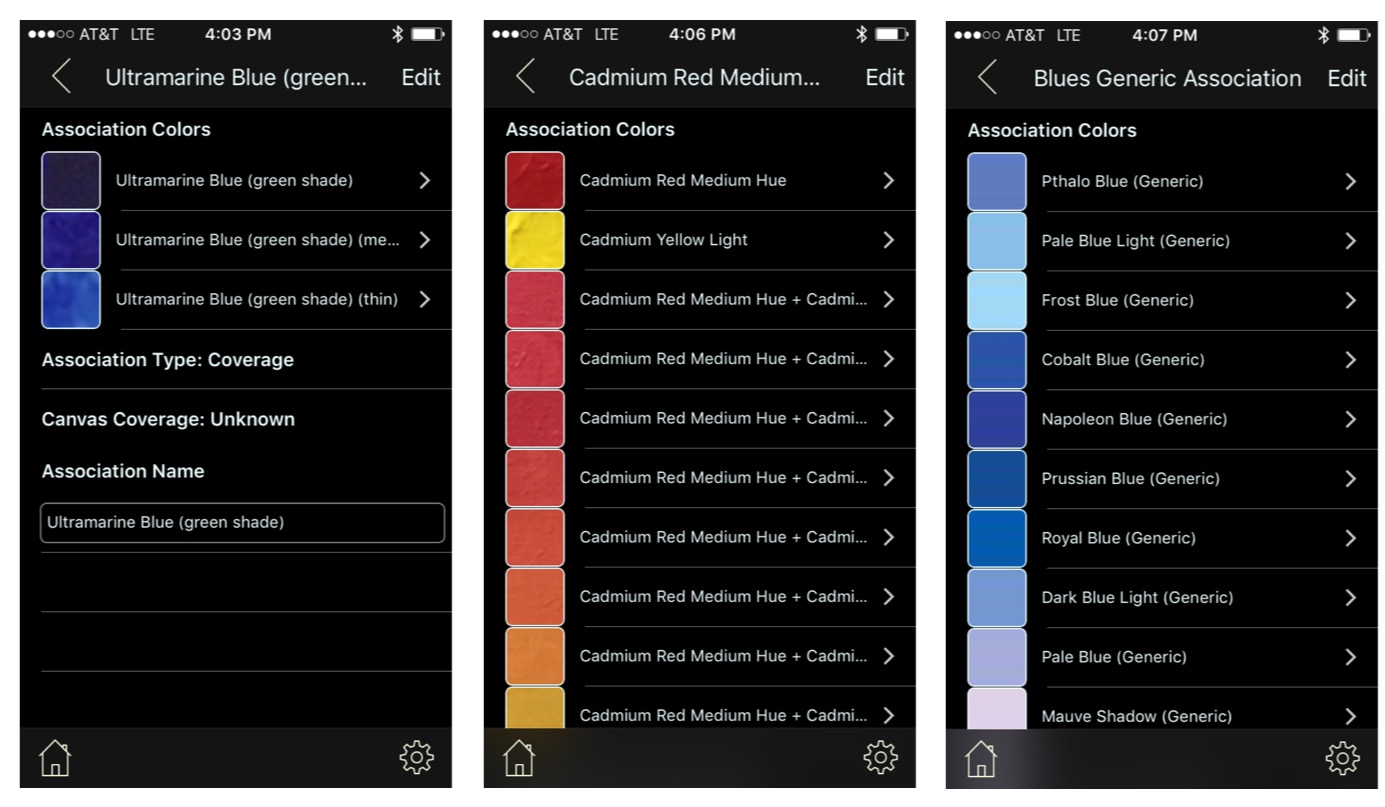 AT&T LTE 4:03 PM
Ultramarine Blue (green... Edit
Association Colors
Ultramarine Blue (green shade)
Ultramarine Blue (green shade) (me...
Ultramarine Blue (green shade) (thin)
Association Type: Coverage
Canvas Coverage: Unknown
Association Name
Ultramarine Blue (green shade)
AT&T LTE 4:06 PM
Cadmium Red Medium... Edit
Association Colors
Cadmium Red Medium Hue
Cadmium Yellow Light
Cadmium Red Medium Hue + Cadmi...
Cadmium Red Medium Hue + Cadmi...
Cadmium Red Medium Hue + Cadmi...
Cadmium Red Medium Hue + Cadmi...
Cadmium Red Medium Hue + Cadmi...
Cadmium Red Medium Hue + Cadmi...
Cadmium Red Medium Hue + Cadmi...
Cadmium Red Medium Hue + Cadmi...
AT&T LTE 4:07 PM
Blues Generic Association Edit
Association Colors
Pthalo Blue (Generic)
Pale Blue Light (Generic)
Frost Blue (Generic)
Cobalt Blue (Generic)
Napoleon Blue (Generic)
Prussian Blue (Generic)
Royal Blue (Generic)
Dark Blue Light (Generic)
Pale Blue (Generic)
Mauve Shadow (Generic)